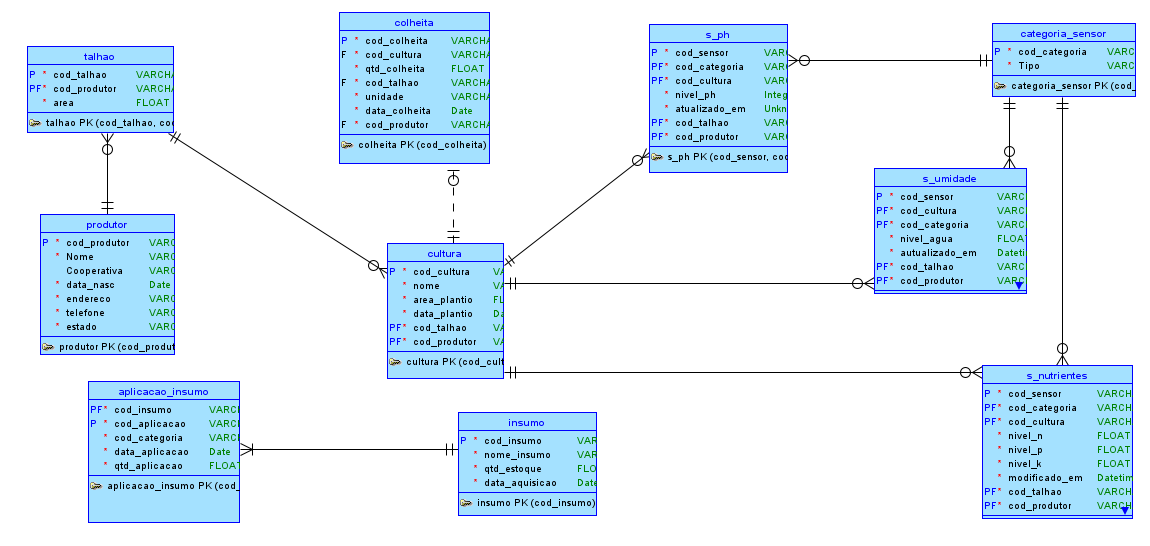 talhao
P * cod_talhao VARCHA
PF* cod_produtor VARCHA
* area FLOAT
talhao PK (cod_talhao, coc
colheita
P * cod_colheita VARCHA
F * cod_cultura VARCHA
* qtd_colheita FLOAT
F * cod_talhao VARCHA
* unidade VARCHA
* data_colheita Date
F * cod_produtor VARCHA
colheita PK (cod_colheita)
s_ph
P * cod_sensor VARC
PF* cod_categoria VARC
PF* cod_cultura VARC
* nivel_ph Integ
* atualizado_em Unkn
PF* cod_talhao VARC
PF* cod_produtor VARC
s_ph PK (cod_sensor, coc
categoria_sensor
P * cod_categoria VARC
* Tipo VARC
categoria_sensor PK (cod_
s_umidade
P * cod_sensor VARC
PF* cod_cultura VARC
PF* cod_categoria VARC
* nivel_agua FLOA
* autualizado_em Dateti
PF* cod_talhao VARC
PF* cod_produtor VARC
produtor
P * cod_produtor VARC
* Nome VARC
Cooperativa VARC
* data_nasc Date
* endereco VARC
* telefone VARC
* estado VARC
produtor PK (cod_produt
cultura
P * cod_cultura VA
* nome VA
* area_plantio FL
* data_plantio Da
PF* cod_talhao VA
PF* cod_produtor VA
cultura PK (cod_cult
s_nutrientes
P * cod_sensor VARCH
PF* cod_categoria VARCH
PF* cod_cultura VARCH
* nivel_n FLOAT
* nivel_p FLOAT
* nivel_k FLOAT
* modificado_em Datetim
PF* cod_talhao VARCH
PF* cod_produtor VARCH
aplicacao_insumo
PF* cod_insumo VARCH
P * cod_aplicacao VARCH
* cod_categoria VARCH
* data_aplicacao Date
* qtd_aplicacao FLOAT
aplicacao_insumo PK (cod_
insumo
P * cod_insumo VAR
* nome_insumo VAR
* qtd_estoque FLO
* data_aquisicao Date
insumo PK (cod_insumo)